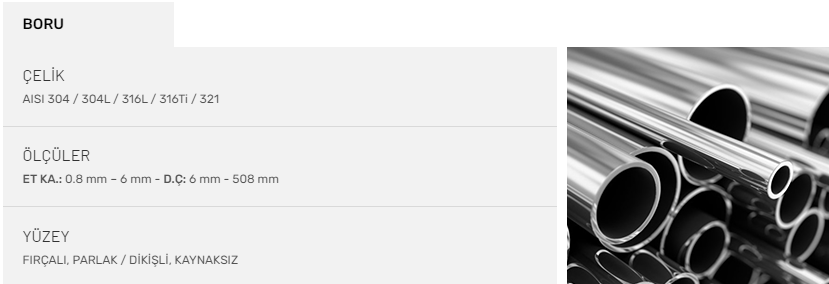 BORU
ÇELİK
AISI 304 / 304L / 316L / 316Ti / 321
ÖLÇÜLER
ET KA.: 0.8 mm – 6 mm - D.Ç: 6 mm - 508 mm
YÜZEY
FIRÇALI, PARLAK / DİKİŞLİ, KAYNAKSIZ